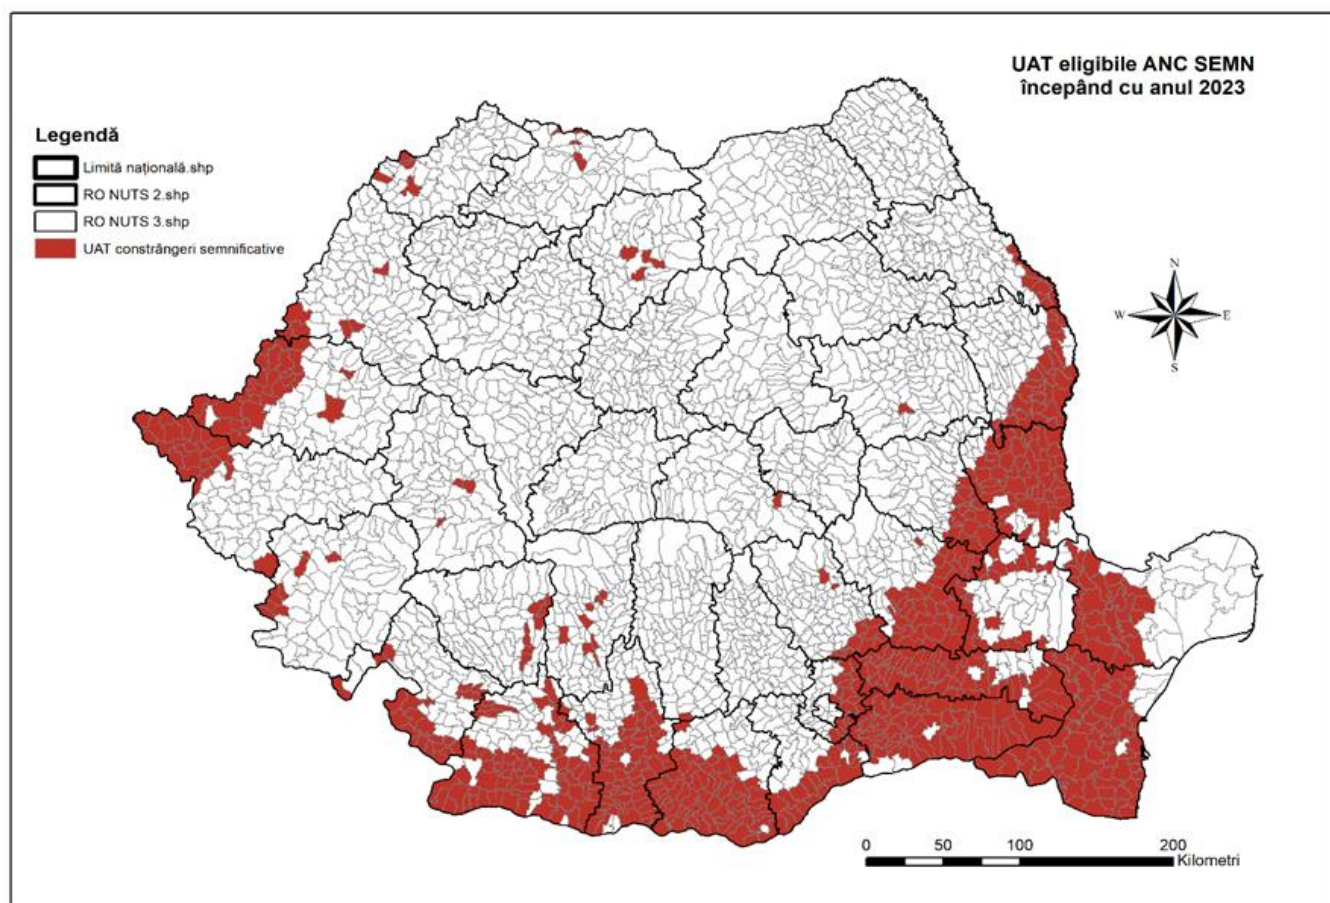 UAT eligibile ANC SEMN
începând cu anul 2023
Legendă
Limită națională.shp
RO NUTS 2.shp
RO NUTS 3.shp
UAT constrângeri semnificative
N
W
E
S
0 50 100 200
Kilometri